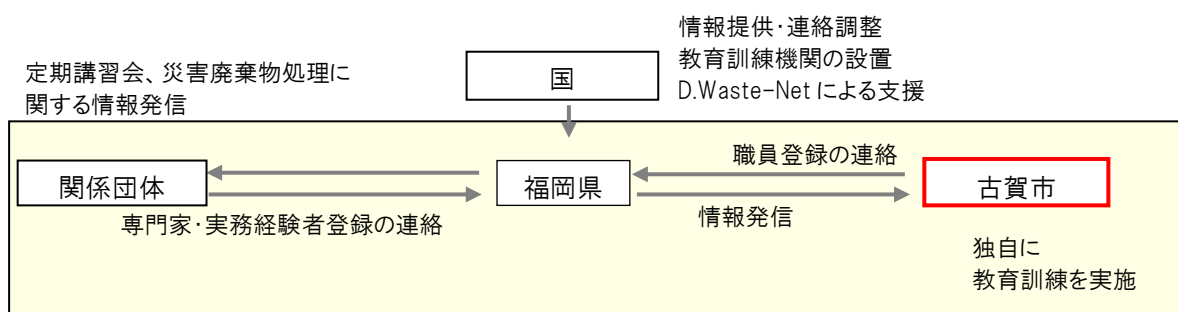 情報提供・連絡調整
教育訓練機関の設置
D.Waste-Netによる支援
国
定期講習会、災害廃棄物処理に
関する情報発信
職員登録の連絡
関係団体
福岡県
古賀市
専門家・実務経験者登録の連絡
情報発信
独自に
教育訓練を実施